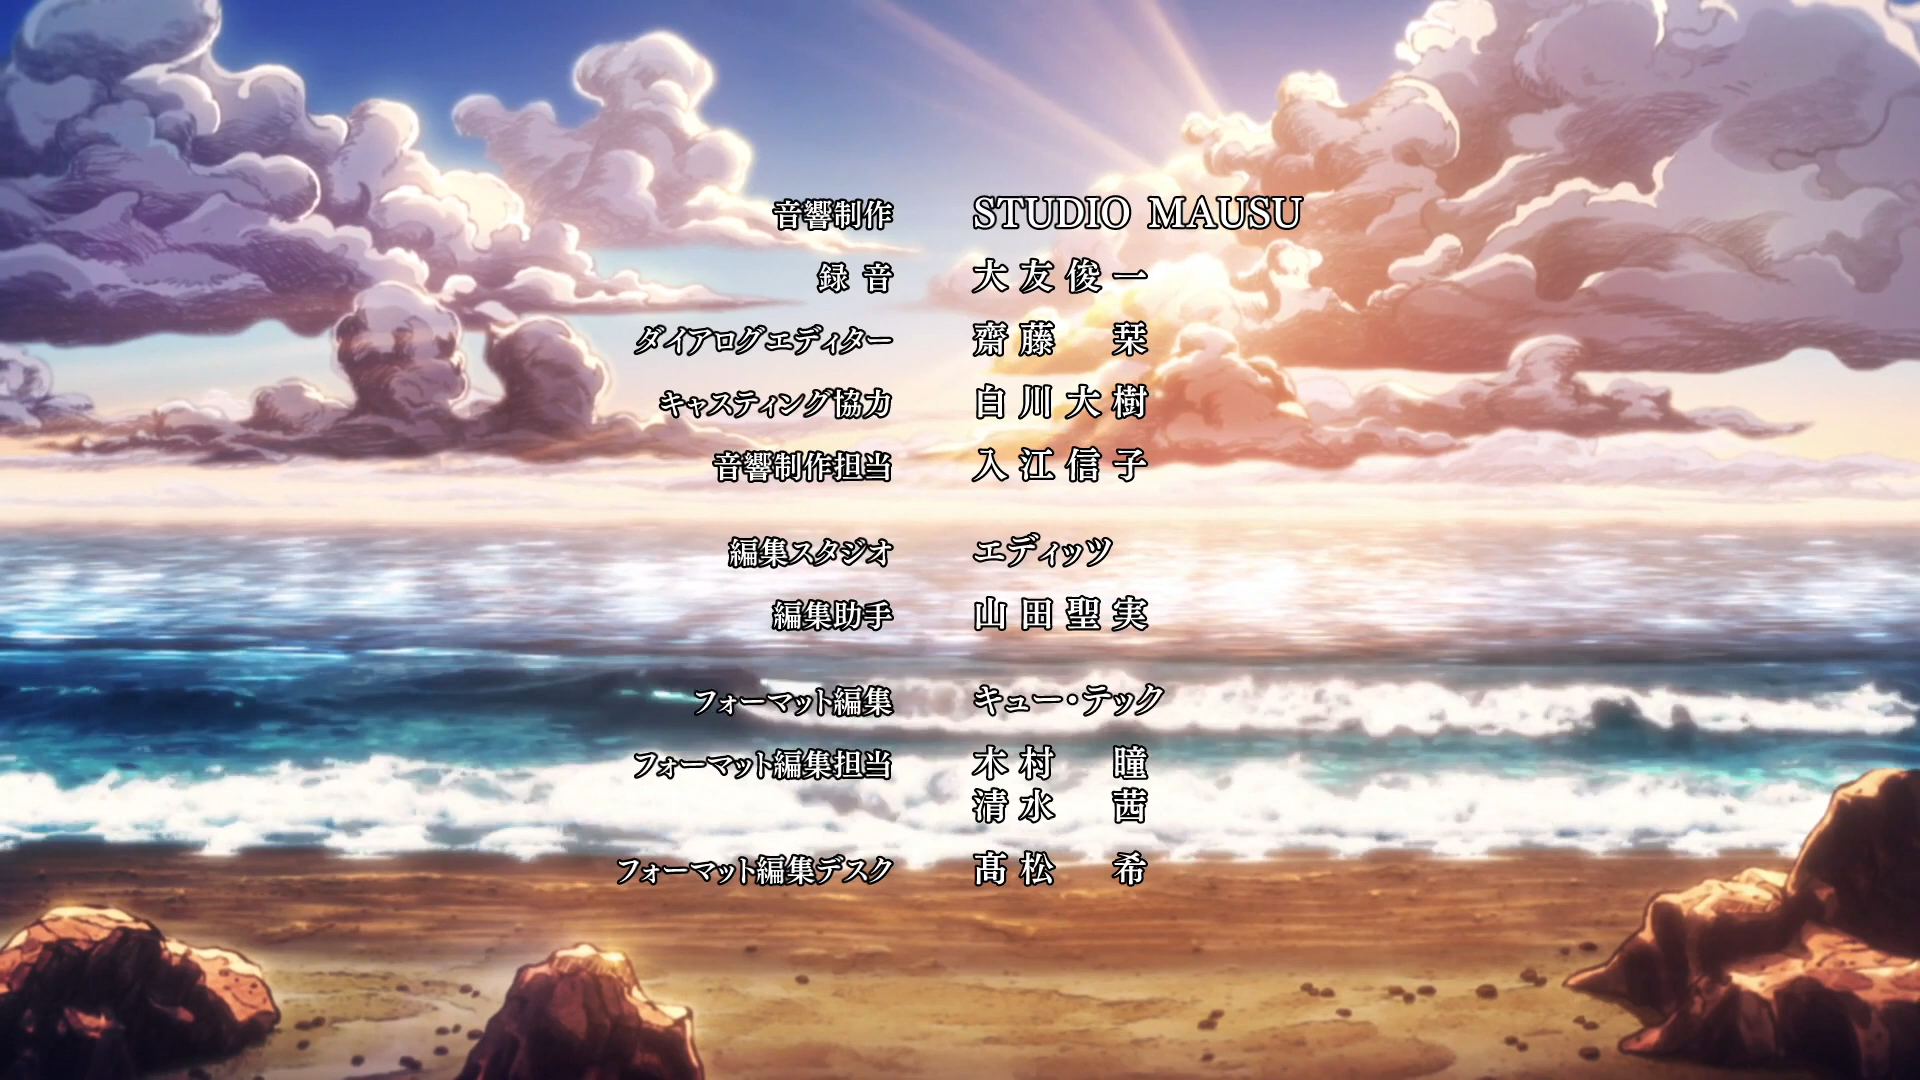 音響制作 STUDIO MAUSU
録音 大友俊一
ダイアログエディター 齋藤 栞
キャスティング協力 白川大樹
音響制作担当 入江信子
編集スタジオ エディッツ
編集助手 山田聖実
フォーマット編集 キュー・テック
フォーマット編集担当 木村 瞳
清水 茜
フォーマット編集デスク 髙松 希